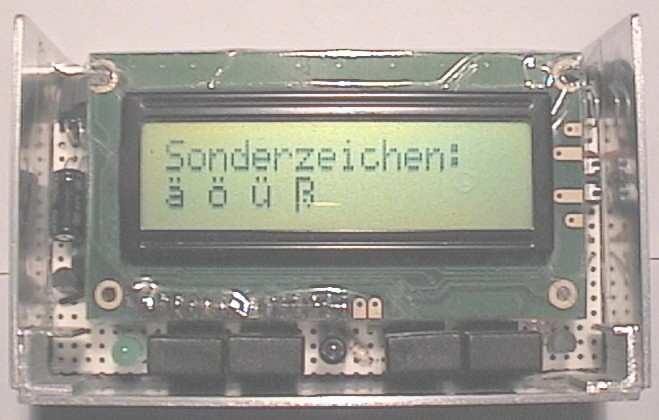 Sonderzeichen:
ä ö ü ß